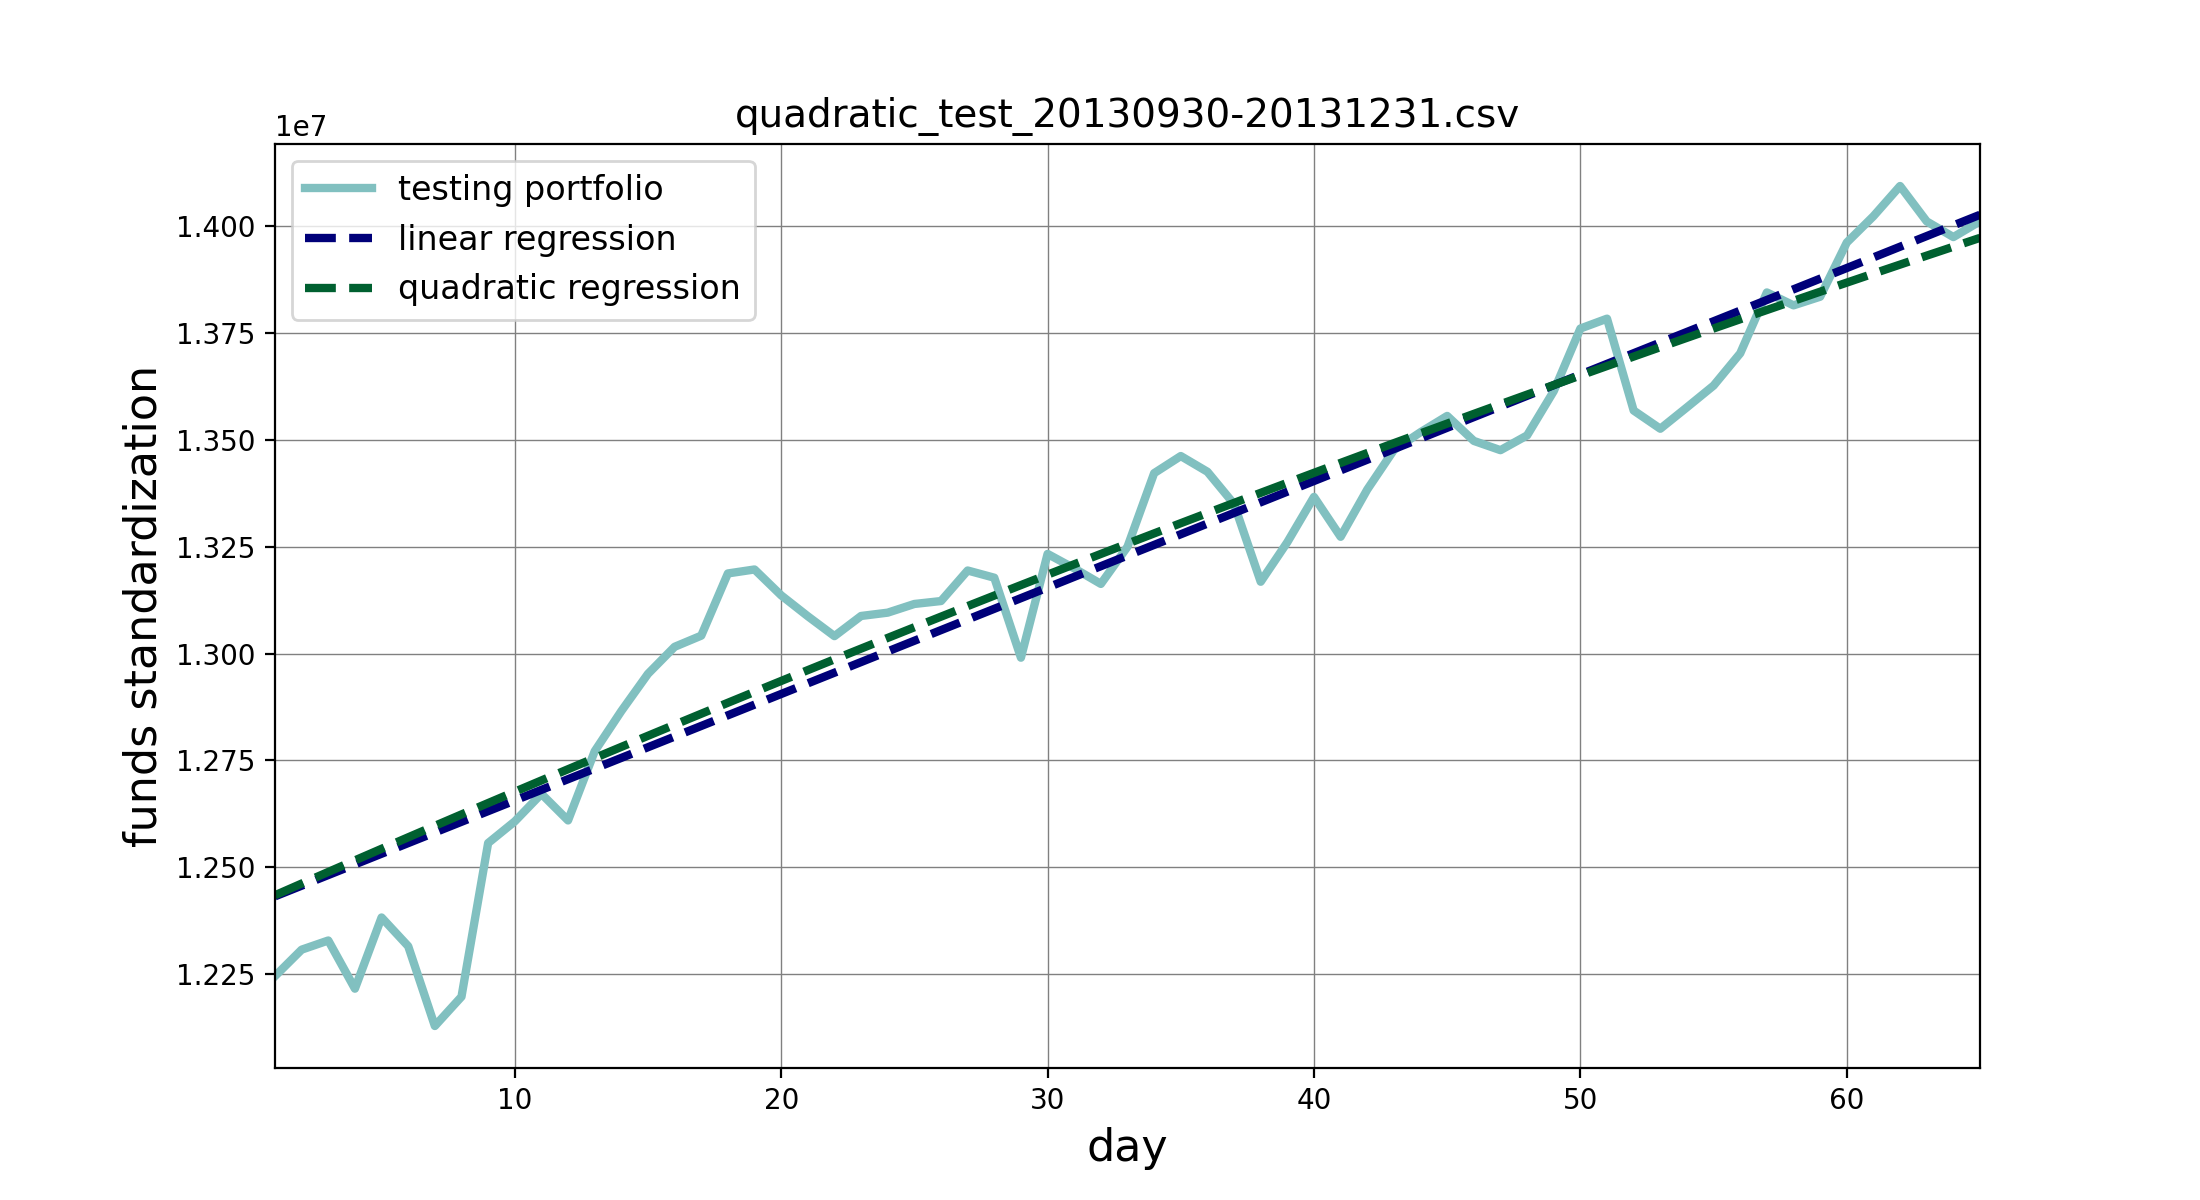 quadratic_test_20130930-20131231.csv
1e7
testing portfolio
linear regression
quadratic regression
funds standardization
1.400
1.375
1.350
1.325
1.300
1.275
1.250
1.225
10 20 30 40 50 60
day